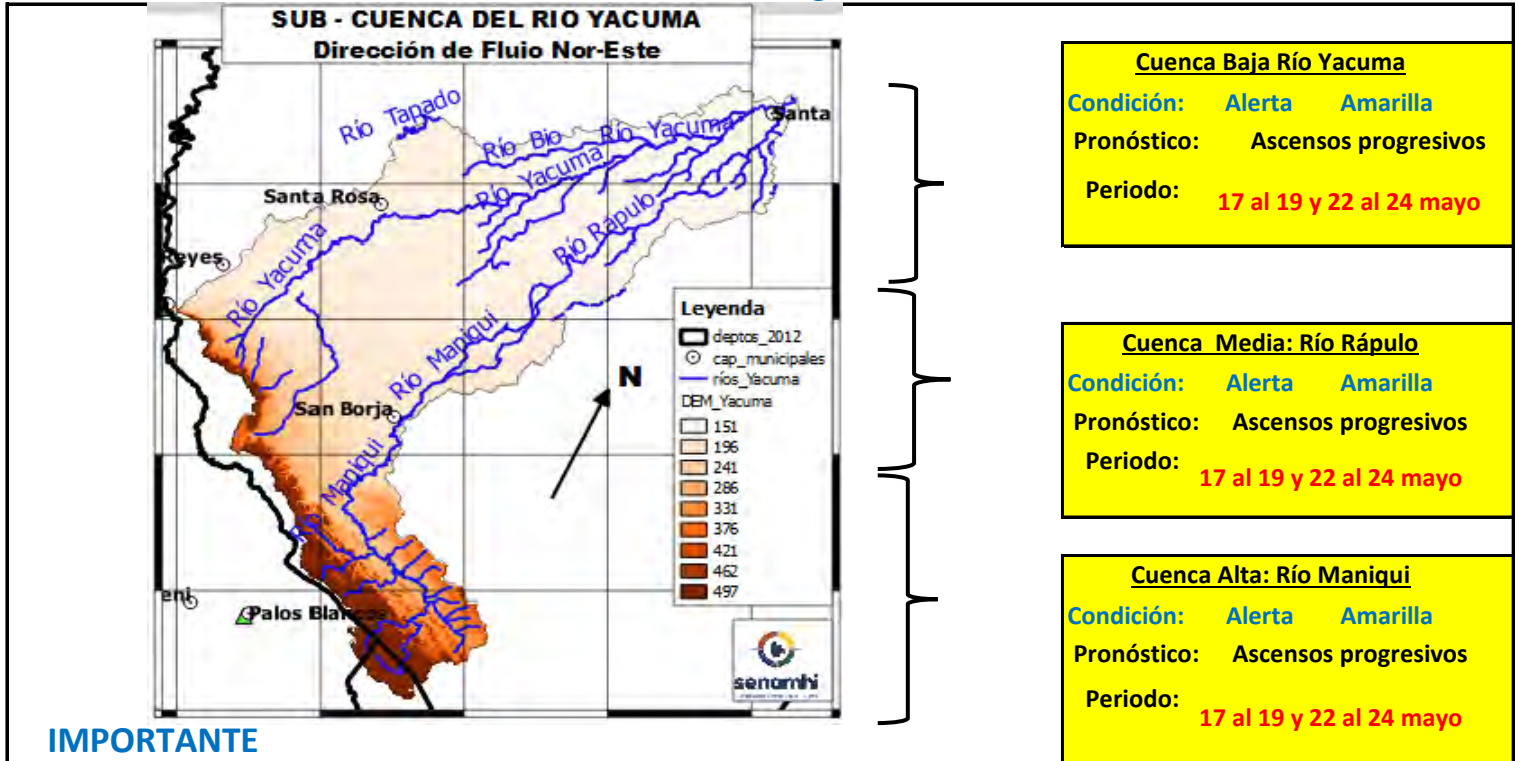 SUB - CUENCA DEL RIO YACUMA
Dirección de Fluio Nor-Este
Río Tapado
Río Bio
Río Yacuma
Santa
Río Yacuma
Santa Rosa
Río Rápulo
Reyes
Río Yacuma
Río Maniqui
San Borja
Río Maniqui
eni
Palos Blancos
N
Leyenda
deptos_2012
cap_municipales
ríos_Yacuma
DEM_Yacuma
151
196
241
286
331
376
421
462
497
senamhi
IMPORTANTE
Cuenca Baja Río Yacuma
Condición: Alerta Amarilla
Pronóstico: Ascensos progresivos
Periodo: 17 al 19 y 22 al 24 mayo
Cuenca Media: Río Rápulo
Condición: Alerta Amarilla
Pronóstico: Ascensos progresivos
Periodo: 17 al 19 y 22 al 24 mayo
Cuenca Alta: Río Maniqui
Condición: Alerta Amarilla
Pronóstico: Ascensos progresivos
Periodo: 17 al 19 y 22 al 24 mayo